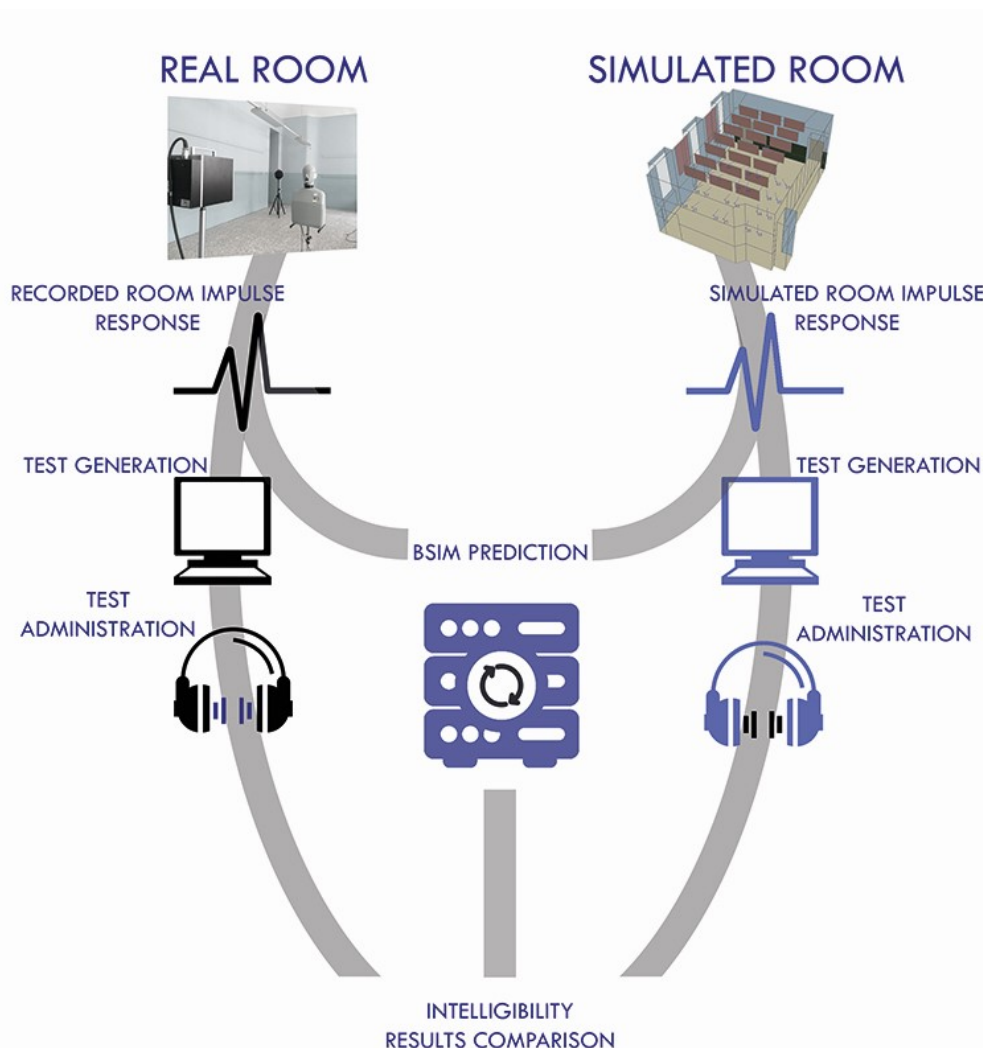 REAL ROOM
SIMULATED ROOM
RECORDED ROOM IMPULSE
RESPONSE
SIMULATED ROOM IMPULSE
RESPONSE
TEST GENERATION
TEST GENERATION
BSIM PREDICTION
TEST
ADMINISTRATION
TEST
ADMINISTRATION
INTELLIGIBILITY
RESULTS COMPARISON